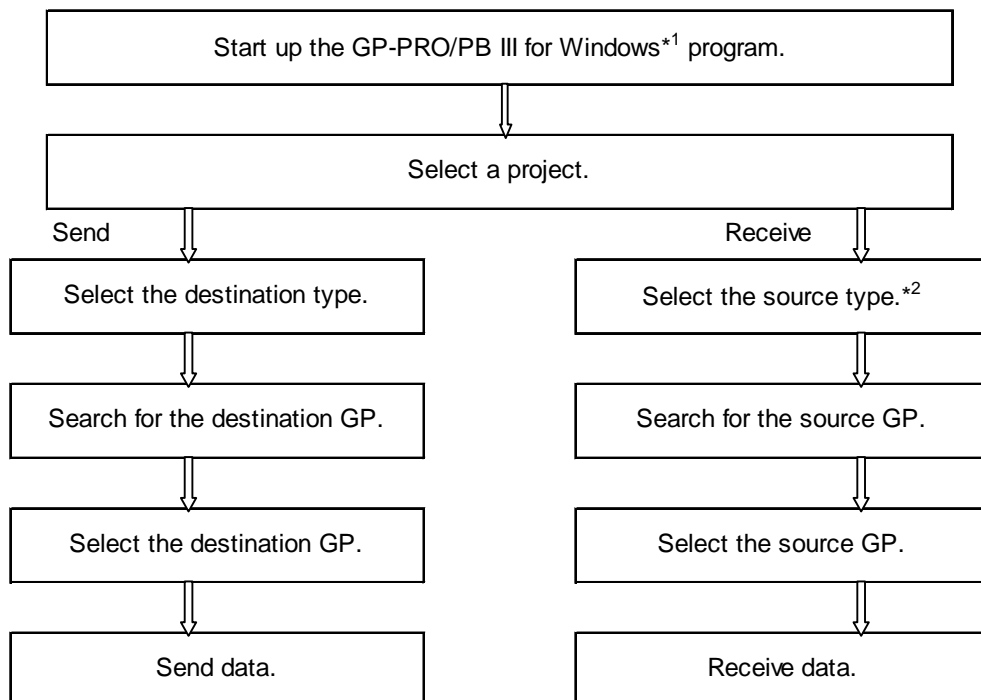 Start up the GP-PRO/PB III for Windows*1 program.
Select a project.
Send
Receive
Select the destination type.
Select the source type.*2
Search for the destination GP.
Search for the source GP.
Select the destination GP.
Select the source GP.
Send data.
Receive data.